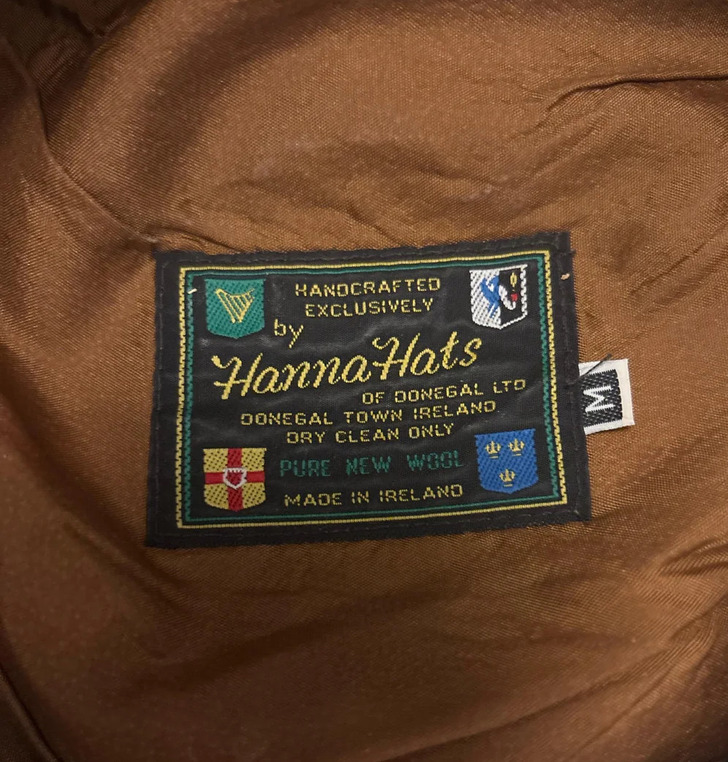 HANDCRAFTED
EXCLUSIVELY
by
Hanna Hats
OF DONEGAL LTD
DONEGAL TOWN IRELAND
DRY CLEAN ONLY
PURE NEW WOOL
MADE IN IRELAND
M